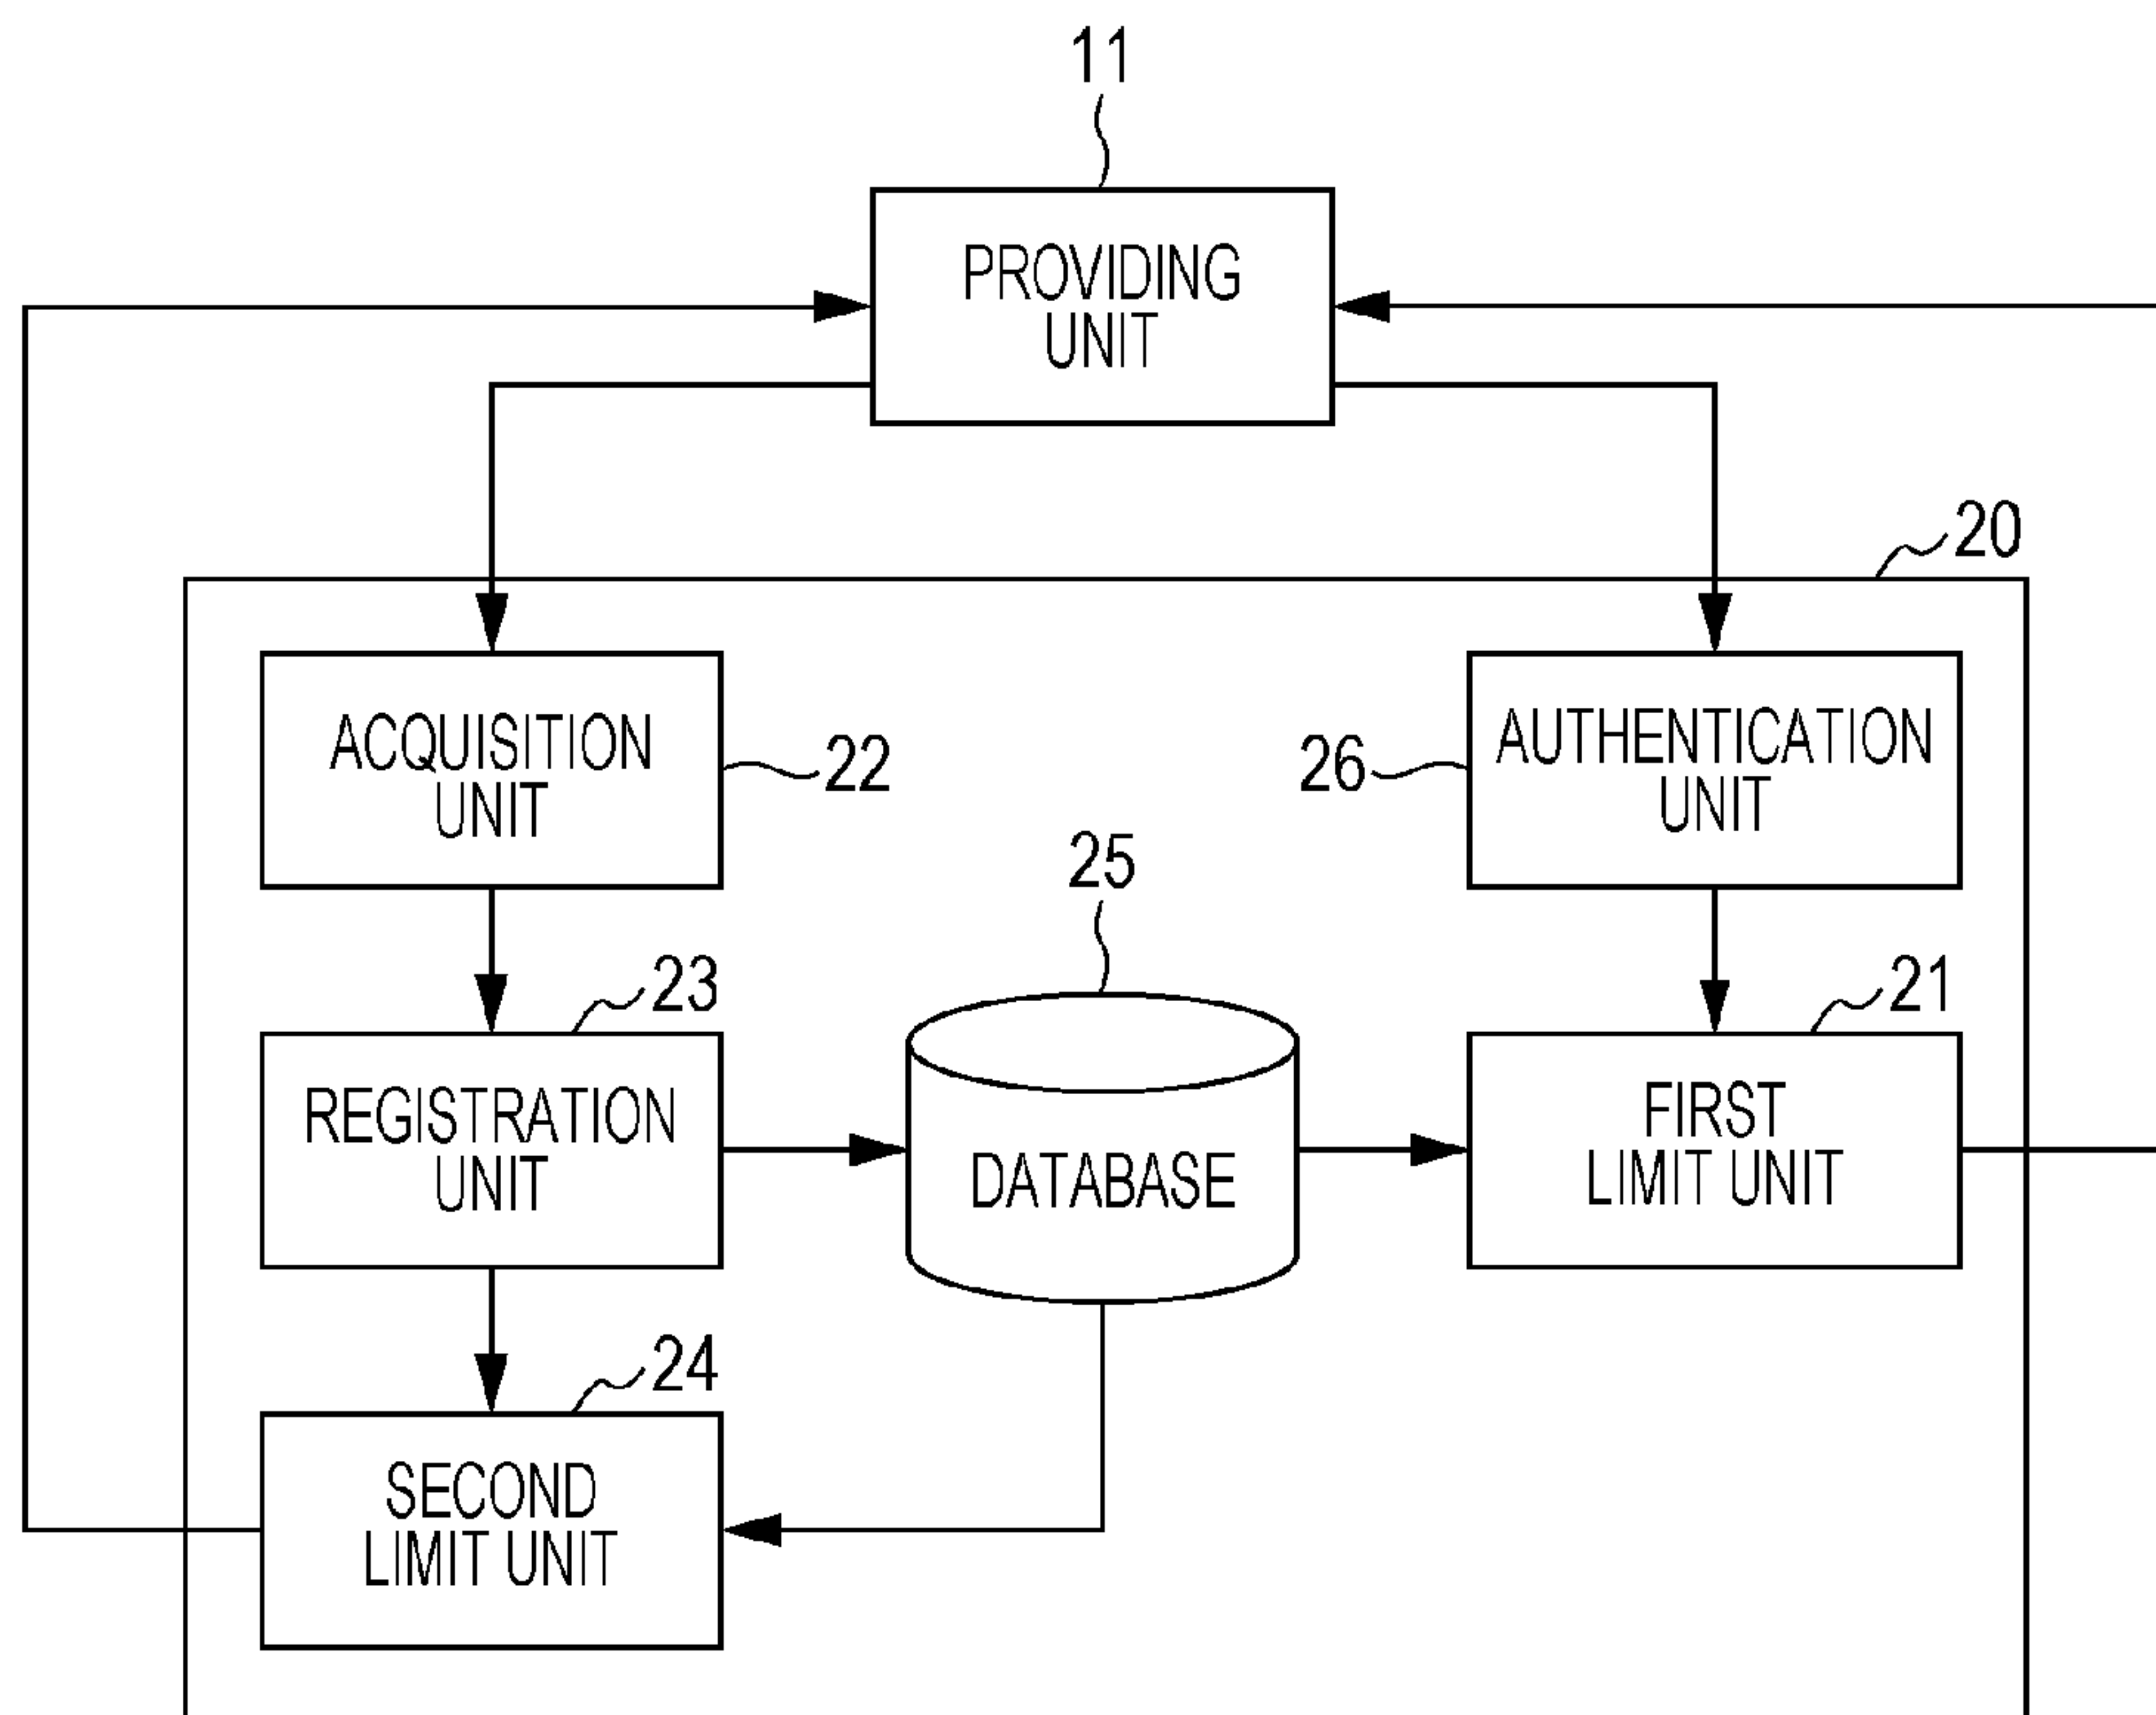 11
PROVIDING
UNIT
20
ACQUISITION
UNIT
22
26
AUTHENTICATION
UNIT
25
23
21
REGISTRATION
UNIT
DATABASE
FIRST
LIMIT UNIT
24
SECOND
LIMIT UNIT